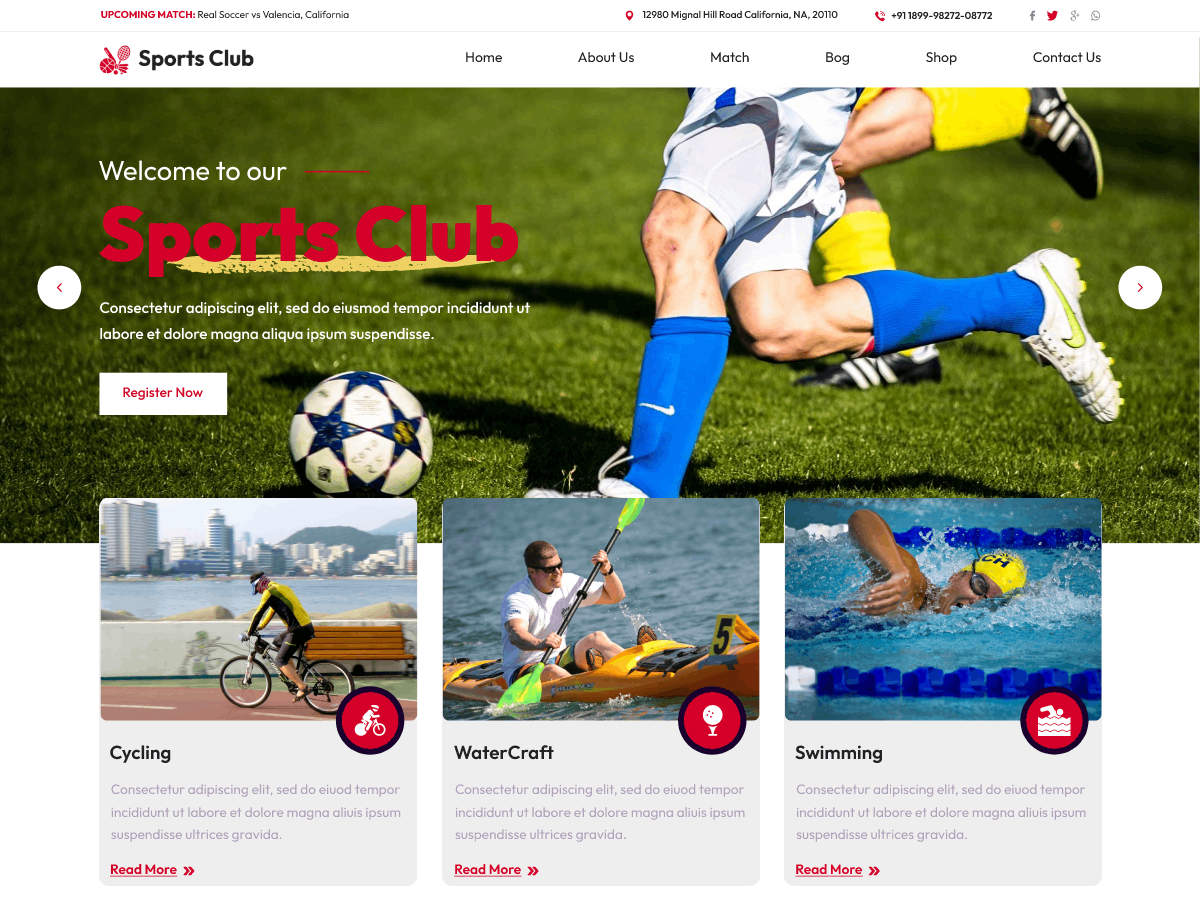 UPCOMING MATCH: Real Soccer vs Valencia, California
12980 Mignal Hill Road California, NA, 20110
+91 1899-98272-08772
Sports Club
Home
About Us
Match
Bog
Shop
Contact Us
Welcome to our
Sports Club
Consectetur adipiscing elit, sed do eiusmod tempor incididunt ut
labore et dolore magna aliqua ipsum suspendisse.
Register Now
5
CH
Cycling
Consectetur adipiscing elit, sed do eiuod tempor
incididunt ut labore et dolore magna aliuis ipsum
suspendisse ultrices gravida.
Read More
WaterCraft
Consectetur adipiscing elit, sed do eiuod tempor
incididunt ut labore et dolore magna aliuis ipsum
suspendisse ultrices gravida.
Read More
Swimming
Consectetur adipiscing elit, sed do eiuod tempor
incididunt ut labore et dolore magna aliuis ipsum
suspendisse ultrices gravida.
Read More